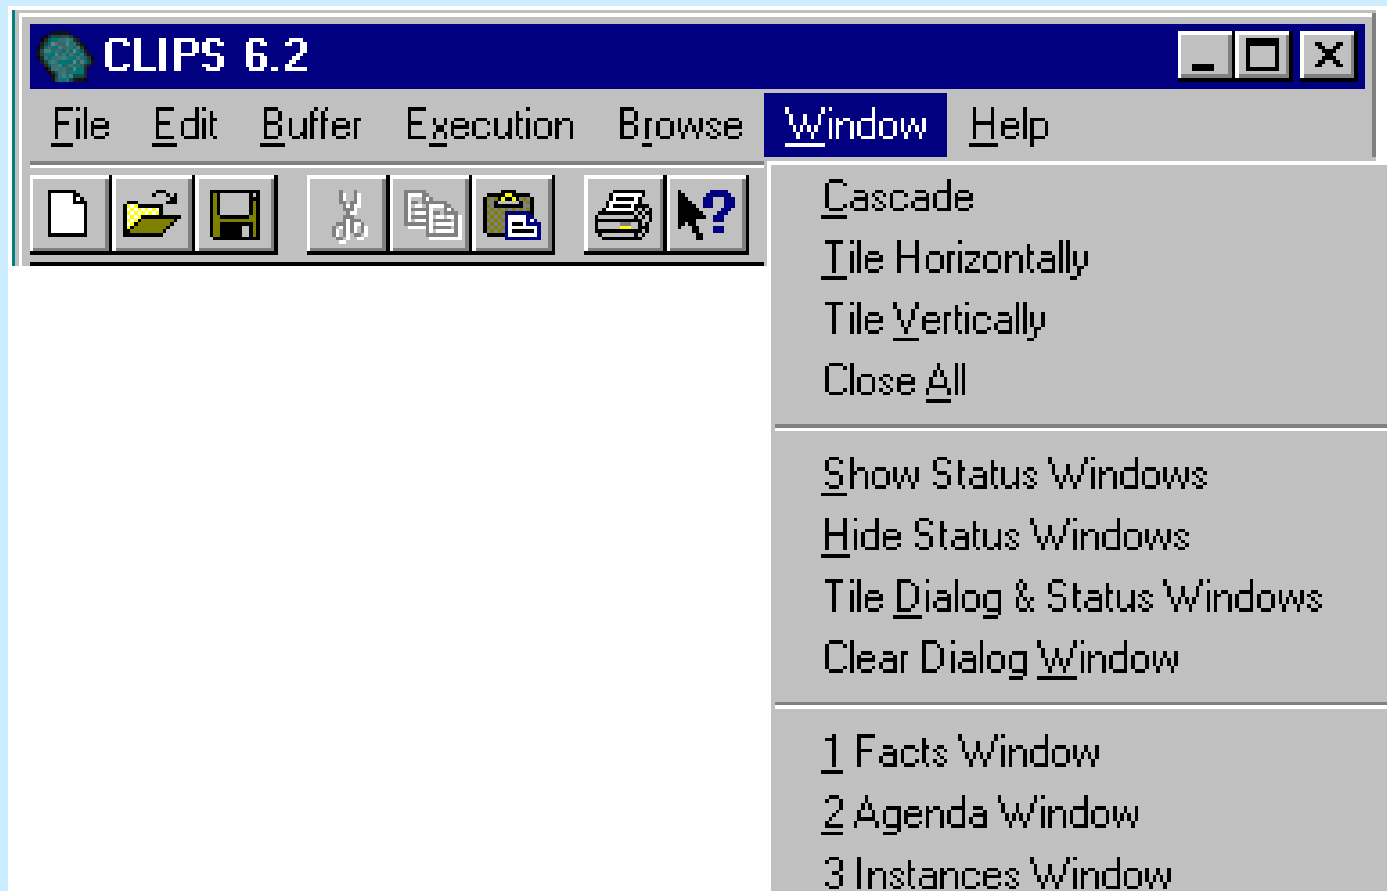 CLIPS 6.2
File Edit Buffer Execution Browse Window Help
Cascade
Tile Horizontally
Tile Vertically
Close All
Show Status Windows
Hide Status Windows
Tile Dialog & Status Windows
Clear Dialog Window
1 Facts Window
2 Agenda Window
3 Instances Window